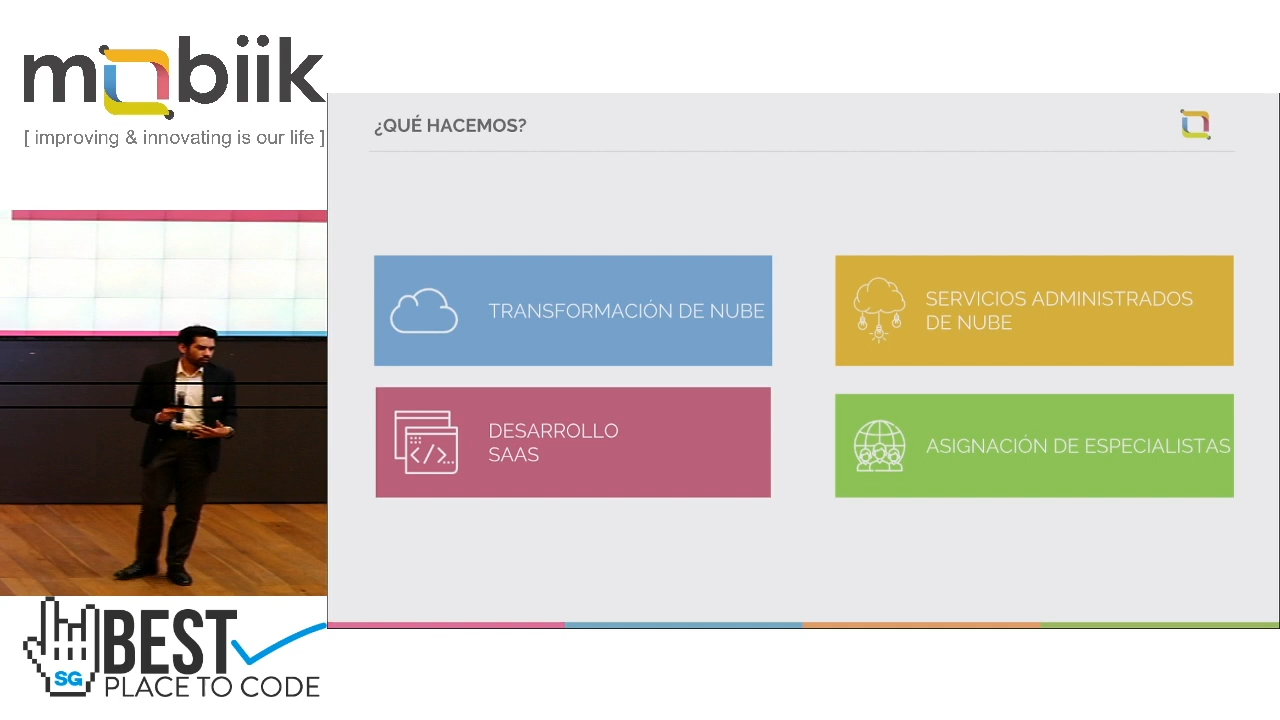 mobiik
[ improving & innovating is our life ]
¿QUÉ HACEMOS?
TRANSFORMACIÓN DE NUBE
SERVICIOS ADMINISTRADOS
DE NUBE
DESARROLLO
SAAS
</>
ASIGNACIÓN DE ESPECIALISTAS
SG
BEST
PLACE TO CODE